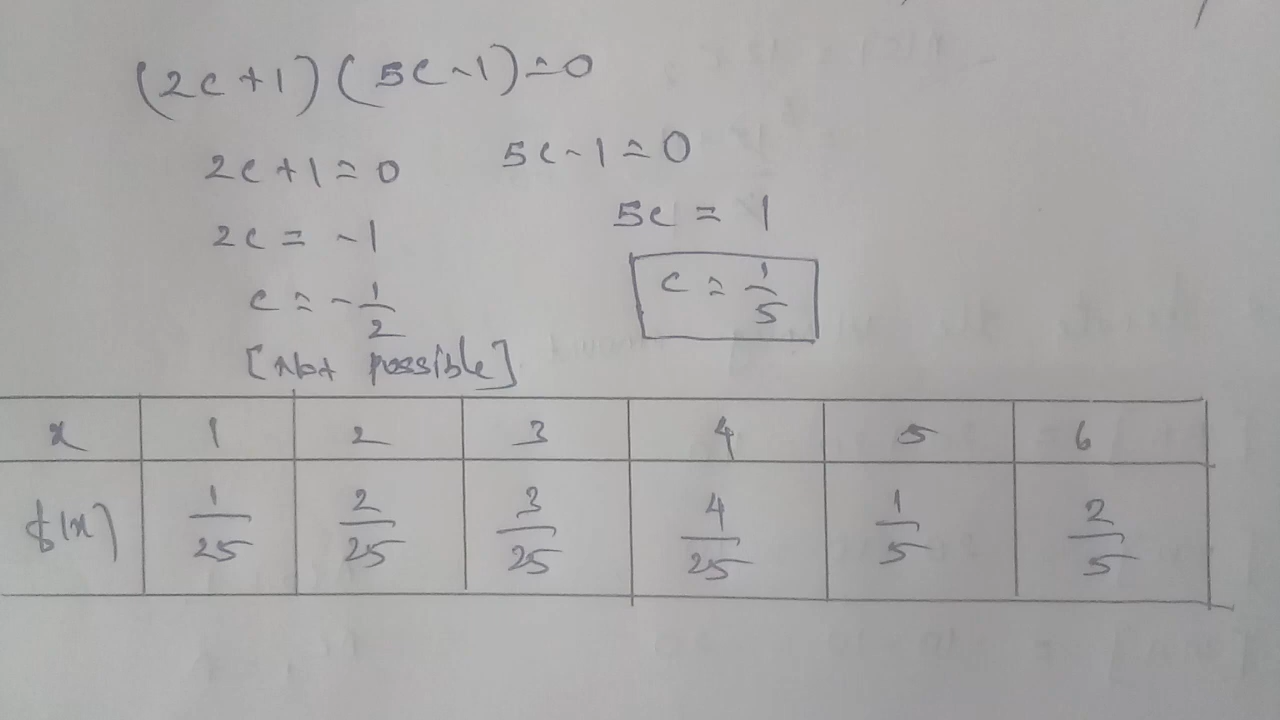 (2c+1)(5c-1)=0
2c+1=0 5c-1=0
2c = -1 5c = 1
c = -1/2 c = 1/5
[Not possible]
x 1 2 3 4 5 6
f(x) 1/25 2/25 3/25 4/25 1/5 2/5